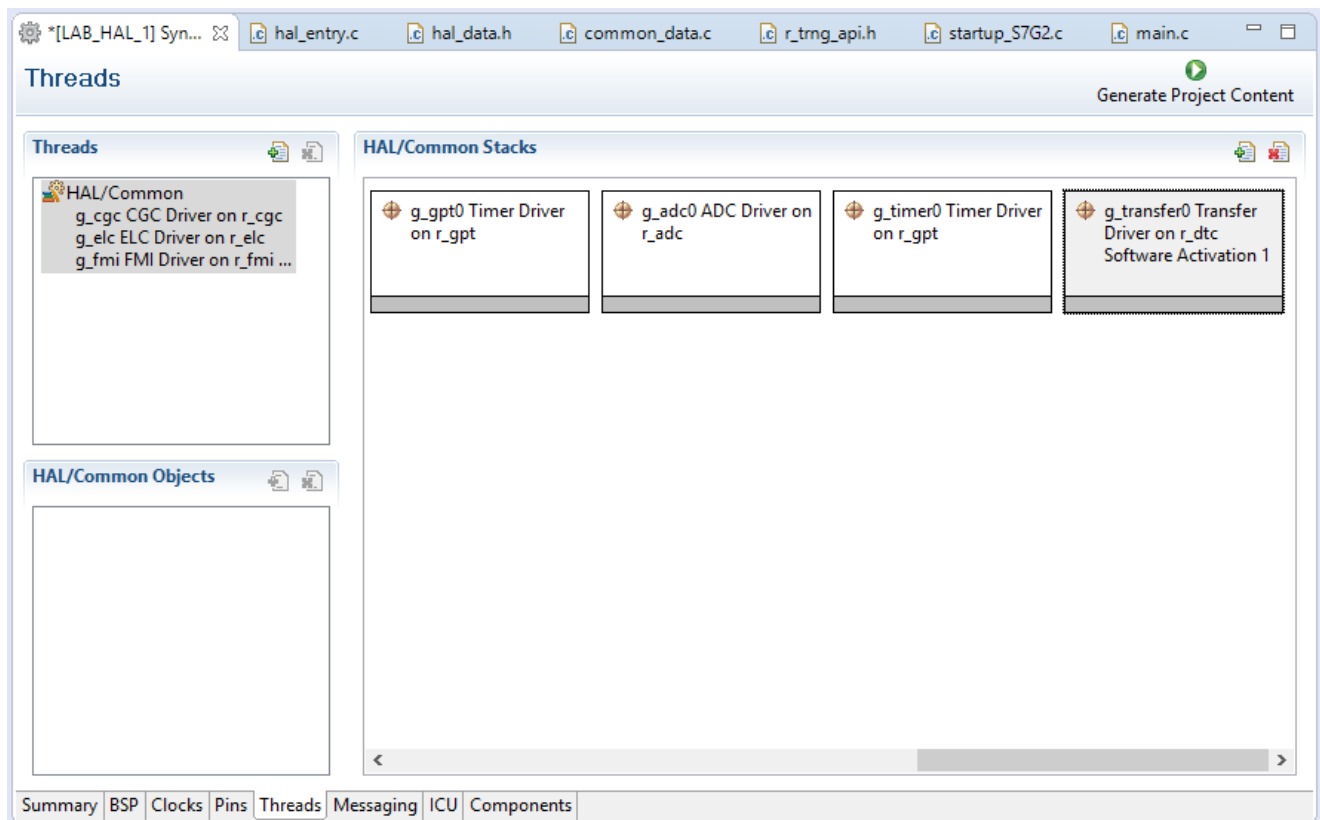 *[LAB_HAL_1] Syn...
hal_entry.c
hal_data.h
common_data.c
r_trng_api.h
startup_S7G2.c
main.c
Threads
Generate Project Content
Threads
HAL/Common
g_cgc CGC Driver on r_cgc
g_elc ELC Driver on r_elc
g_fmi FMI Driver on r_fmi ...
HAL/Common Stacks
g_gpt0 Timer Driver
on r_gpt
g_adc0 ADC Driver on
r_adc
g_timer0 Timer Driver
on r_gpt
g_transfer0 Transfer
Driver on r_dtc
Software Activation 1
HAL/Common Objects
Summary BSP Clocks Pins Threads Messaging ICU Components